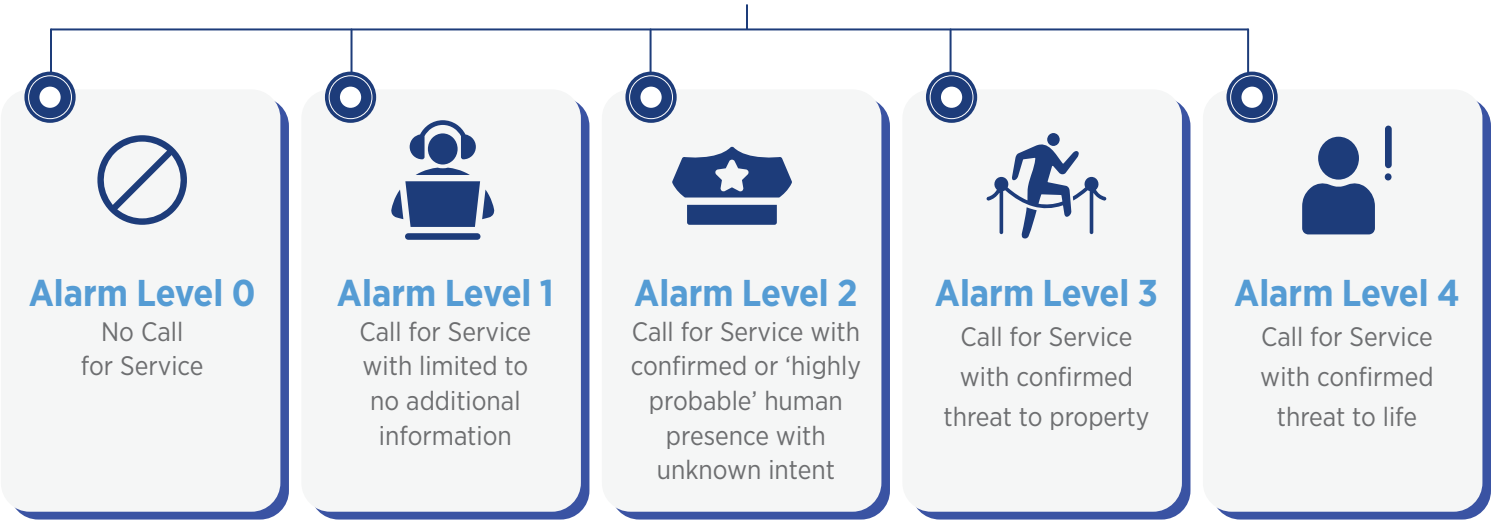 Alarm Level 0
No Call
for Service
Alarm Level 1
Call for Service
with limited to
no additional
information
Alarm Level 2
Call for Service with
confirmed or ‘highly
probable’ human
presence with
unknown intent
Alarm Level 3
Call for Service
with confirmed
threat to property
Alarm Level 4
Call for Service
with confirmed
threat to life